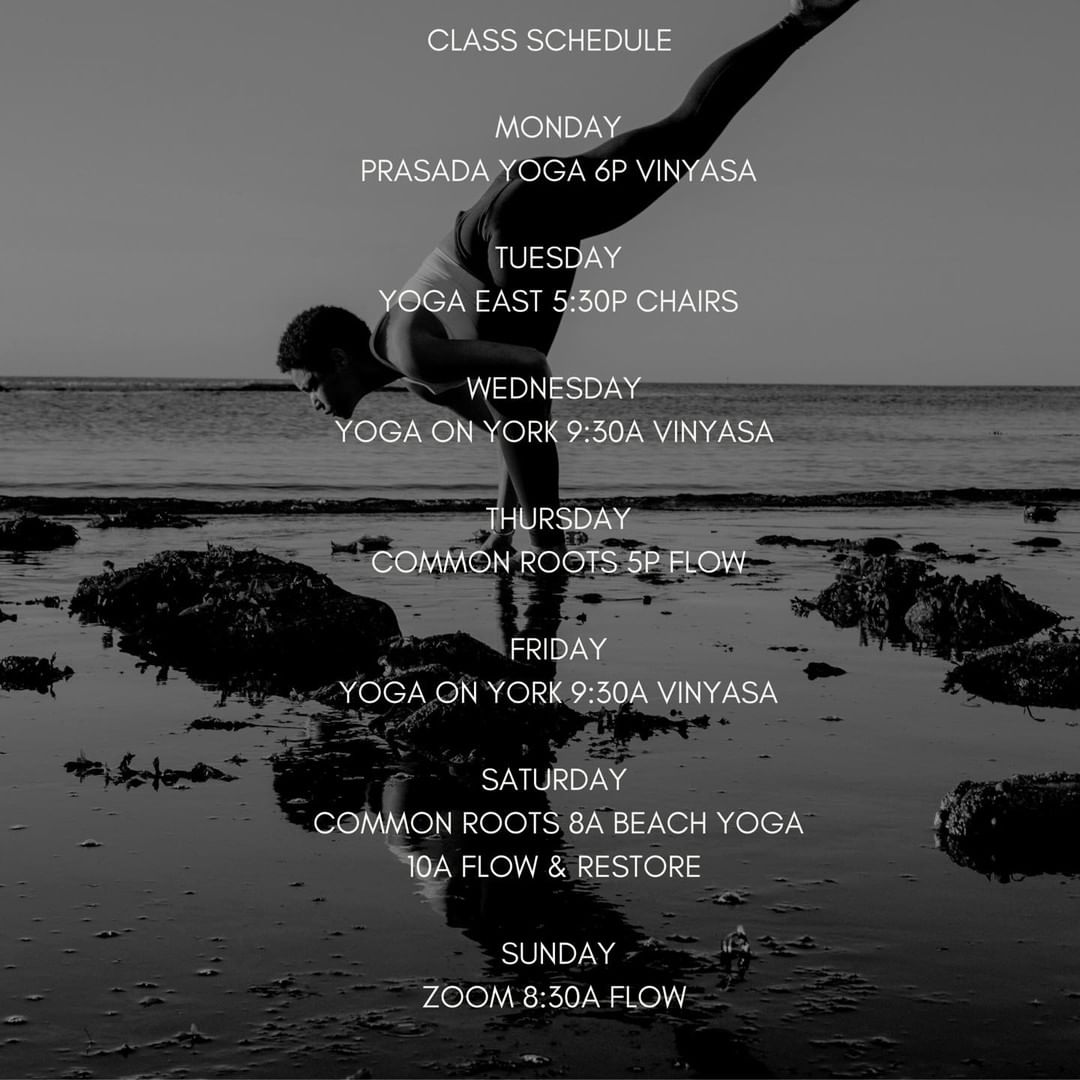 CLASS SCHEDULE
MONDAY
PRASADA YOGA 6P VINYASA
TUESDAY
YOGA EAST 5:30P CHAIRS
WEDNESDAY
YOGA ON YORK 9:30A VINYASA
THURSDAY
COMMON ROOTS 5P FLOW
FRIDAY
YOGA ON YORK 9:30A VINYASA
SATURDAY
COMMON ROOTS 8A BEACH YOGA
10A FLOW & RESTORE
SUNDAY
ZOOM 8:30A FLOW